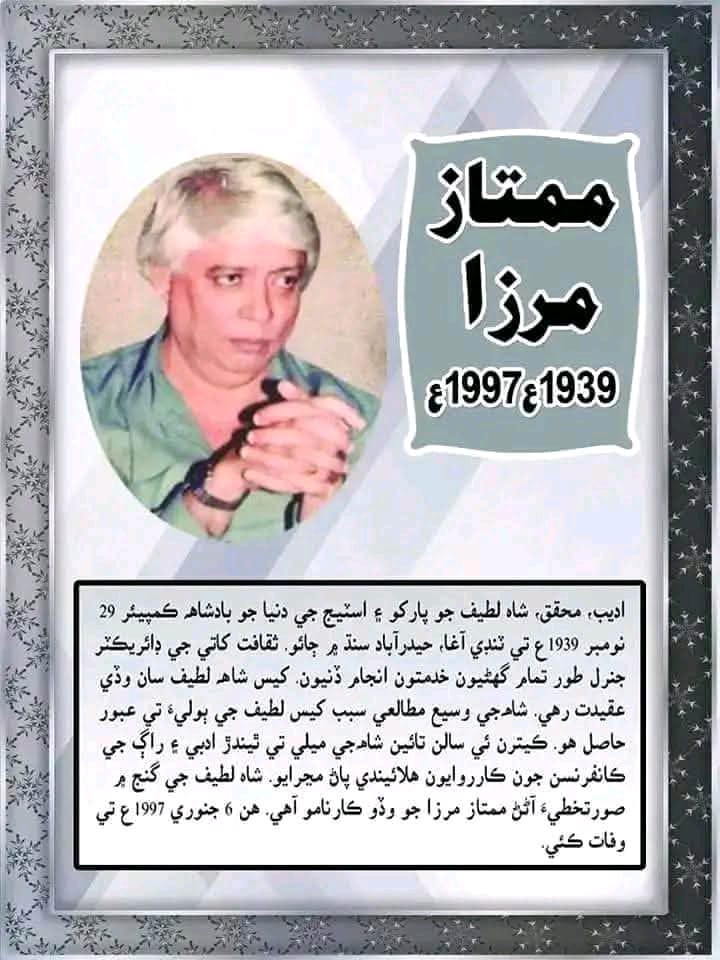 ممتاز
مرزا
1939ع 1997ع
اديب، محقق، شاه لطيف جو پارکو ۽ اسٽيج جي دنيا جو بادشاهه ڪمپيئر 29
نومبر 1939ع تي ٽنڊي آغا، حيدرآباد سنڌ ۾ ڄائو. ثقافت کاتي جي ڊائريڪٽر
جنرل طور تمام گهڻيون خدمتون انجام ڏنيون. کيس شاهه لطيف سان وڏي
عقيدت رهي. شاهه جي وسيع مطالعي سبب کيس لطيف جي ٻوليءَ تي عبور
حاصل هو. ڪيترن ئي سالن تائين شاهه جي ميلي تي ٿيندڙ ادبي ۽ راڳ جي
ڪانفرنسن جون ڪارروايون هلائيندي پاڻ مڃرايو. شاه لطيف جي گنج ۾
صورتخطيءَ آڻڻ ممتاز مرزا جو وڏو ڪارنامو آهي. هن 6 جنوري 1997ع تي
وفات ڪئي.